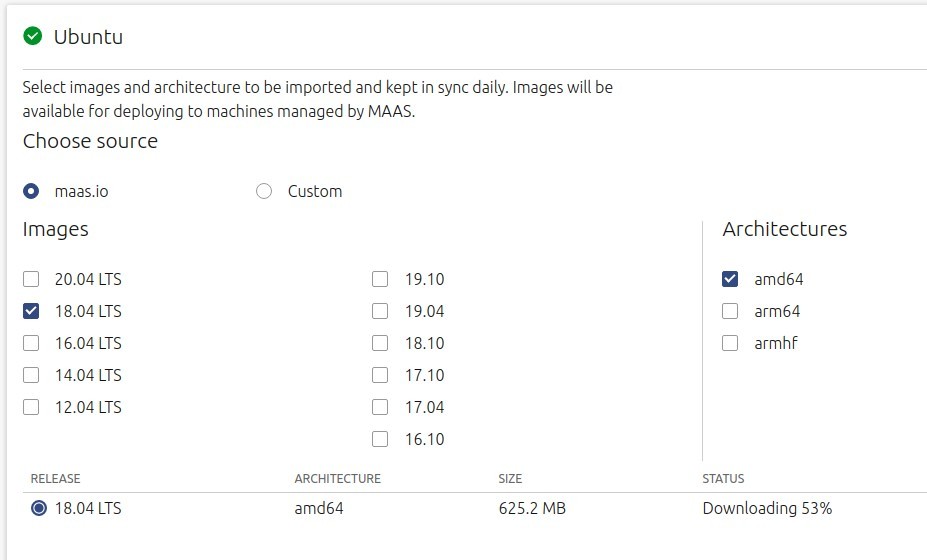 Ubuntu
Select images and architecture to be imported and kept in sync daily. Images will be
available for deploying to machines managed by MAAS.
Choose source
maas.io Custom
Images Architectures
20.04 LTS 19.10 amd64
18.04 LTS 19.04 arm64
16.04 LTS 18.10 armhf
14.04 LTS 17.10
12.04 LTS 17.04
16.10
RELEASE ARCHITECTURE SIZE STATUS
18.04 LTS amd64 625.2 MB Downloading 53%